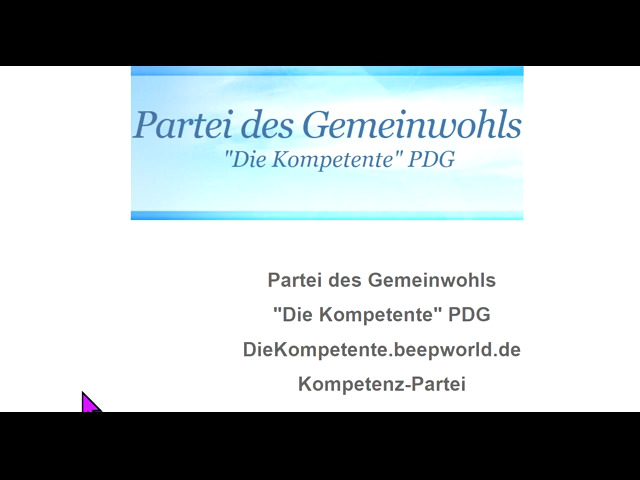 Partei des Gemeinwohls
"Die Kompetente" PDG
Partei des Gemeinwohls
"Die Kompetente" PDG
DieKompetente.beepworld.de
Kompetenz-Partei